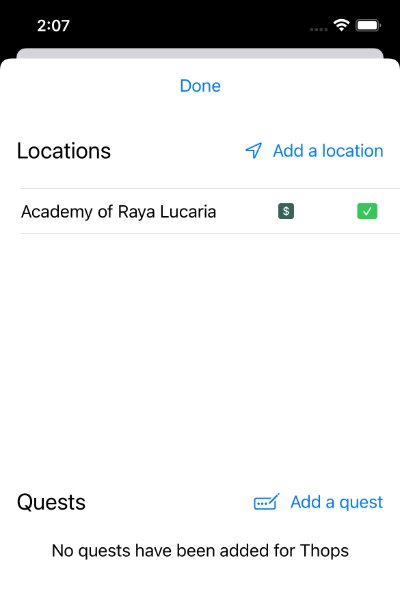 2:07
Done
Locations
Add a location
Academy of Raya Lucaria
$
Quests
Add a quest
No quests have been added for Thops